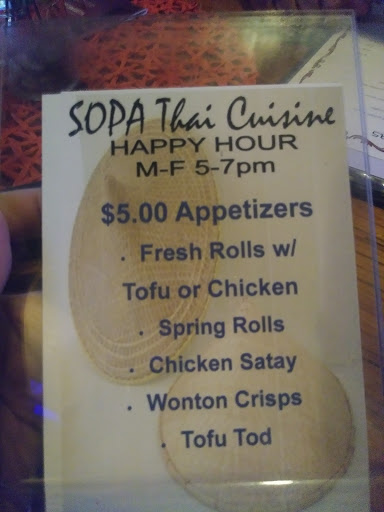 SOPA Thai Cuisine
HAPPY HOUR
M-F 5-7pm
$5.00 Appetizers
. Fresh Rolls w/
Tofu or Chicken
. Spring Rolls
. Chicken Satay
. Wonton Crisps
. Tofu Tod